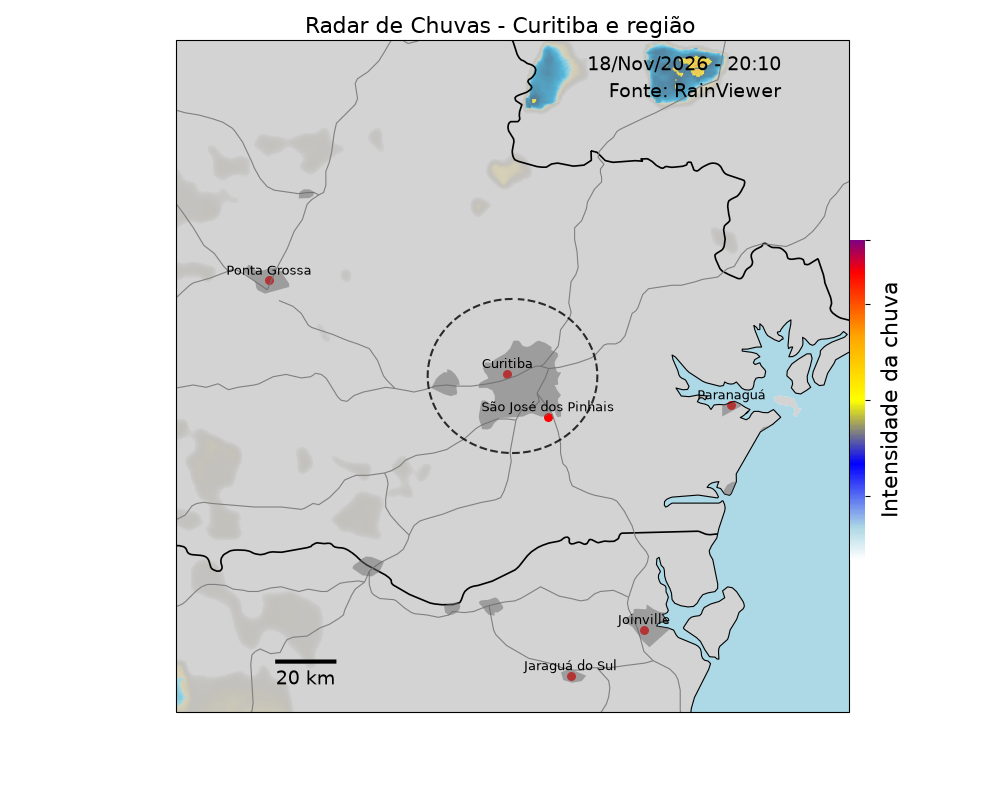 Radar de Chuvas - Curitiba e região
18/Nov/2026 - 20:10
Fonte: RainViewer
Ponta Grossa
Curitiba
Paranaguá
São José dos Pinhais
Intensidade da chuva
Joinville
Jaraguá do Sul
20 km